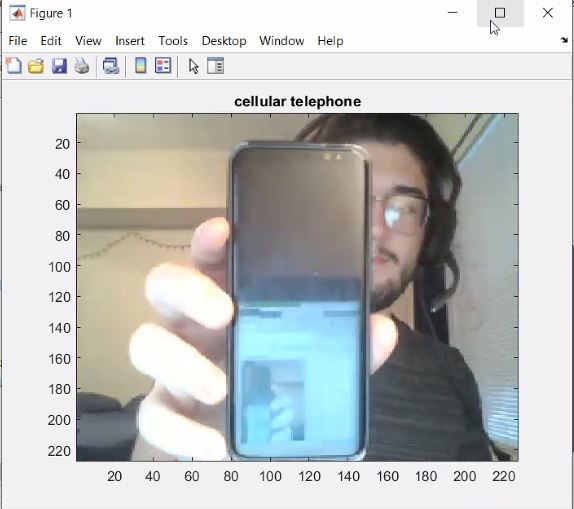 Figure 1
File Edit View Insert Tools Desktop Window Help
cellular telephone
20
40
60
80
100
120
140
160
180
200
220
20 40 60 80 100 120 140 160 180 200 220